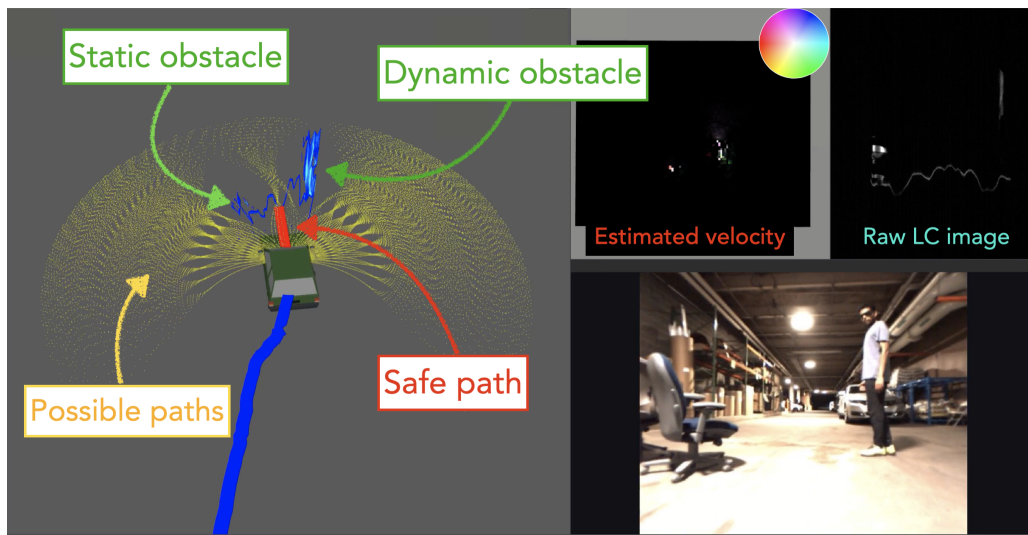 Static obstacle
Dynamic obstacle
Estimated velocity
Raw LC image
Safe path
Possible paths